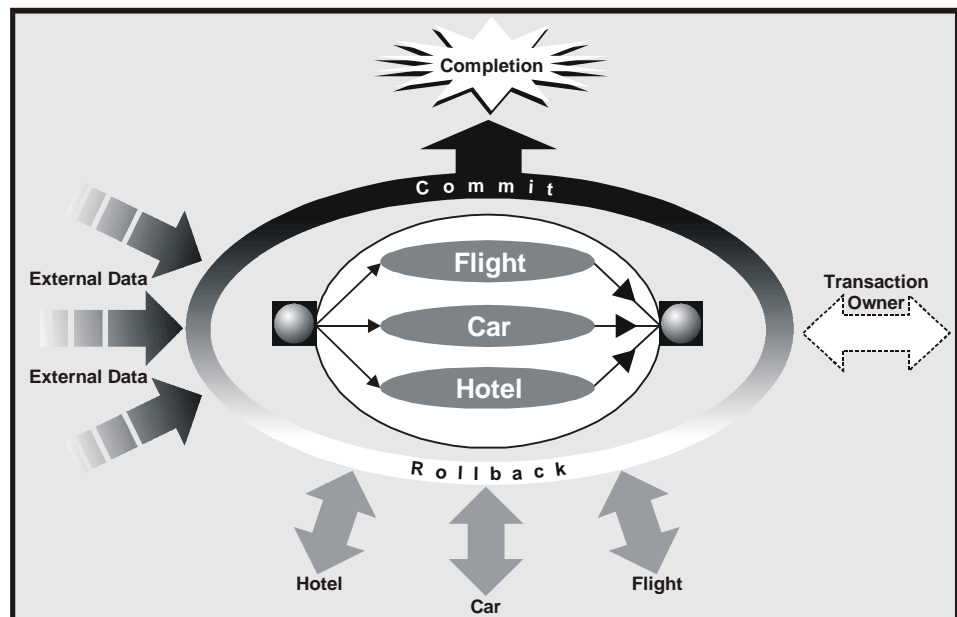 Completion
Commit
External Data
Flight
Transaction
Owner
Car
External Data
Hotel
Rollback
Hotel
Car
Flight